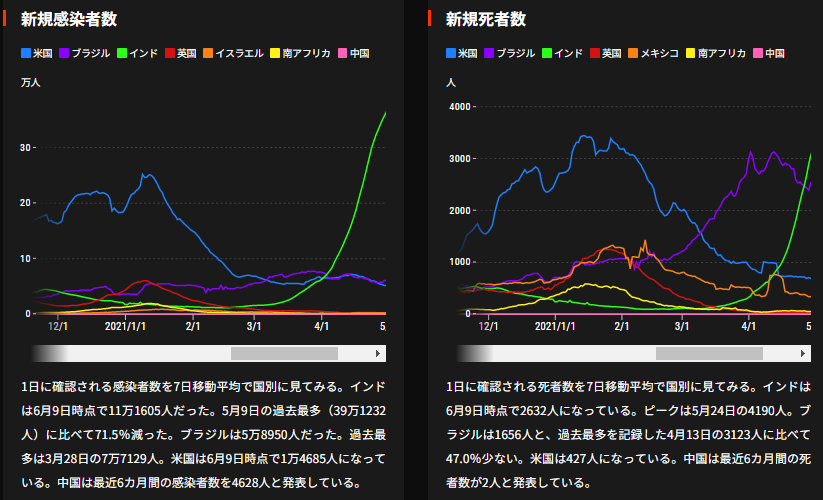 新規感染者数
米国 ブラジル インド 英国 イスラエル 南アフリカ 中国
万人
30
20
10
0
12/1 2021/1/1 2/1 3/1 4/1 5
1日に確認される感染者数を7日移動平均で国別に見てみる。インド
は6月9日時点で11万1605人だった。5月9日の過去最多（39万1232
人）に比べて71.5%減った。ブラジルは5万8950人だった。過去最
多は3月28日の7万7129人。米国は6月9日時点で1万4685人になって
いる。中国は最近6カ月間の感染者数を4628人と発表している。
新規死者数
米国 ブラジル インド 英国 メキシコ 南アフリカ 中国
人
4000
3000
2000
1000
0
12/1 2021/1/1 2/1 3/1 4/1 5
1日に確認される死者数を7日移動平均で国別に見てみる。インドは
6月9日時点で2632人になっている。ピークは5月24日の4190人。ブ
ラジルは1656人と、過去最多を記録した4月13日の3123人に比べて
47.0%少ない。米国は427人になっている。中国は最近6カ月間の死
者数が2人と発表している。